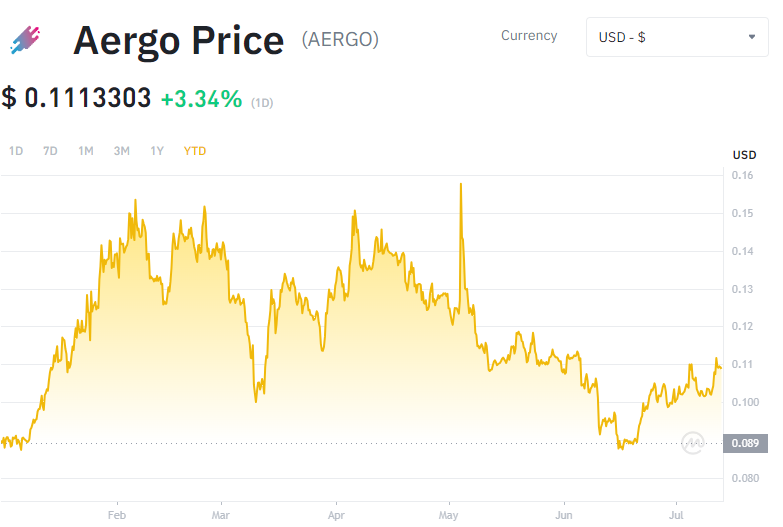 Aergo Price (AERGO)
Currency
USD - $
$ 0.1113303 +3.34% (1D)
1D 7D 1M 3M 1Y YTD
USD
0.16
0.15
0.14
0.13
0.12
0.11
0.100
0.089
0.080
Feb Mar Apr May Jun Jul